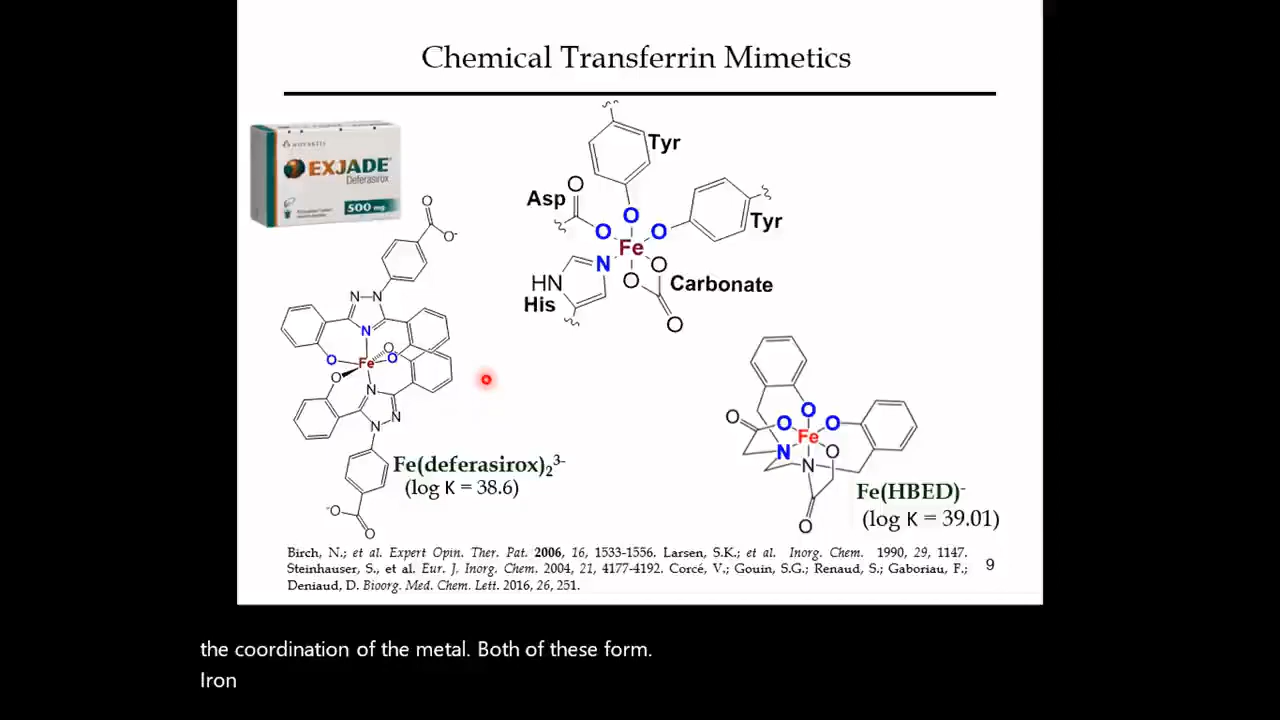 Chemical Transferrin Mimetics
NOVARTIS
EXJADE
Deferasirox
500 mg
Tyr
Asp
O
O
O
O
Tyr
Fe
N
HN
His
O
O
Carbonate
O
O
O-
N
N
N
O
Fe
O
O
O
N
N
N
-O
O
Fe(deferasirox)₂³⁻
(log K = 38.6)
O
O
O
O
Fe
N
N
O
O
Fe(HBED)⁻
(log K = 39.01)
Birch, N.; et al. Expert Opin. Ther. Pat. 2006, 16, 1533-1556. Larsen, S.K.; et al. Inorg. Chem. 1990, 29, 1147.
Steinhauser, S., et al. Eur. J. Inorg. Chem. 2004, 21, 4177-4192. Corcé, V.; Gouin, S.G.; Renaud, S.; Gaboriau, F.;
Deniaud, D. Bioorg. Med. Chem. Lett. 2016, 26, 251.
9
the coordination of the metal. Both of these form.
Iron